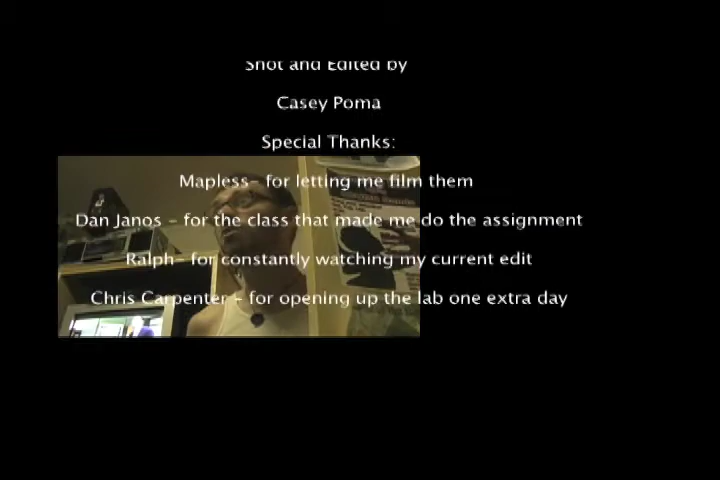 Shot and Edited by
Casey Poma
Special Thanks:
Mapless- for letting me film them
Dan Janos - for the class that made me do the assignment
Ralph- for constantly watching my current edit
Chris Carpenter - for opening up the lab one extra day